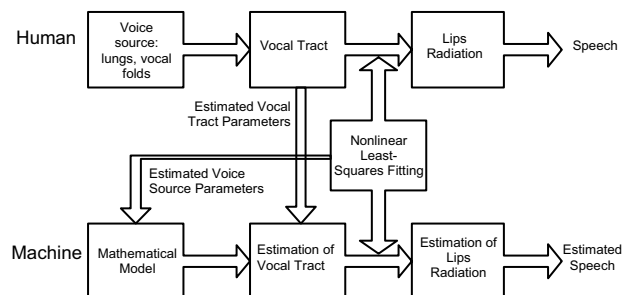 Human
Voice
source:
lungs, vocal
folds
Vocal Tract
Lips
Radiation
Speech
Estimated Vocal
Tract Parameters
Nonlinear
Least-
Squares Fitting
Estimated Voice
Source Parameters
Machine
Mathematical
Model
Estimation of
Vocal Tract
Estimation of
Lips
Radiation
Estimated
Speech